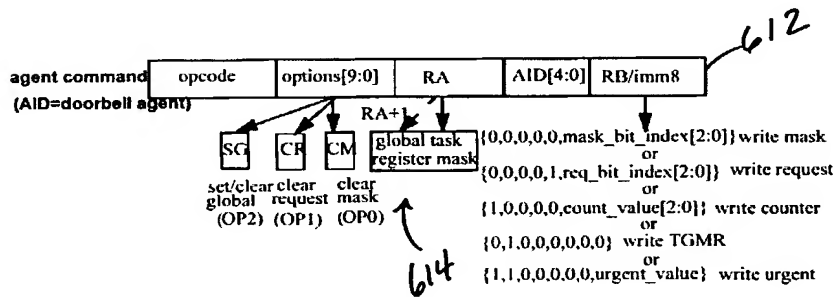 612
agent command opcode options[9:0] RA AID[4:0] RB/imm8
(AID=doorbell agent)
RA+1
SG CR CM global task register mask
set/clear global (OP2)
clear request (OP1)
clear mask (OP0)
614
{0,0,0,0,0,mask_bit_index[2:0]} write mask
or
{0,0,0,0,1,req_bit_index[2:0]} write request
or
{1,0,0,0,0,count_value[2:0]} write counter
or
{0,1,0,0,0,0,0,0} write TGMR
or
{1,1,0,0,0,0,0,urgent_value} write urgent